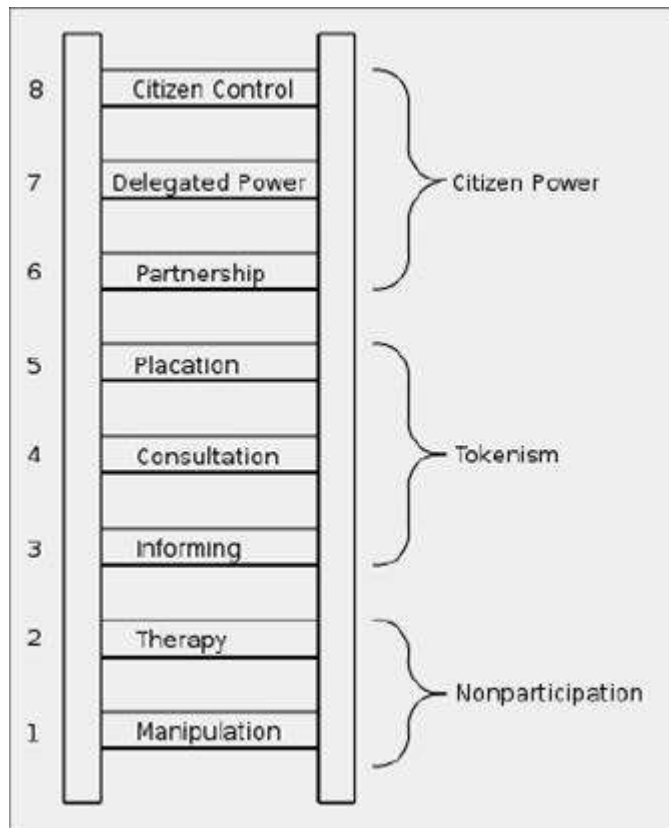 8 Citizen Control
7 Delegated Power
Citizen Power
6 Partnership
5 Placation
4 Consultation
Tokenism
3 Informing
2 Therapy
Nonparticipation
1 Manipulation